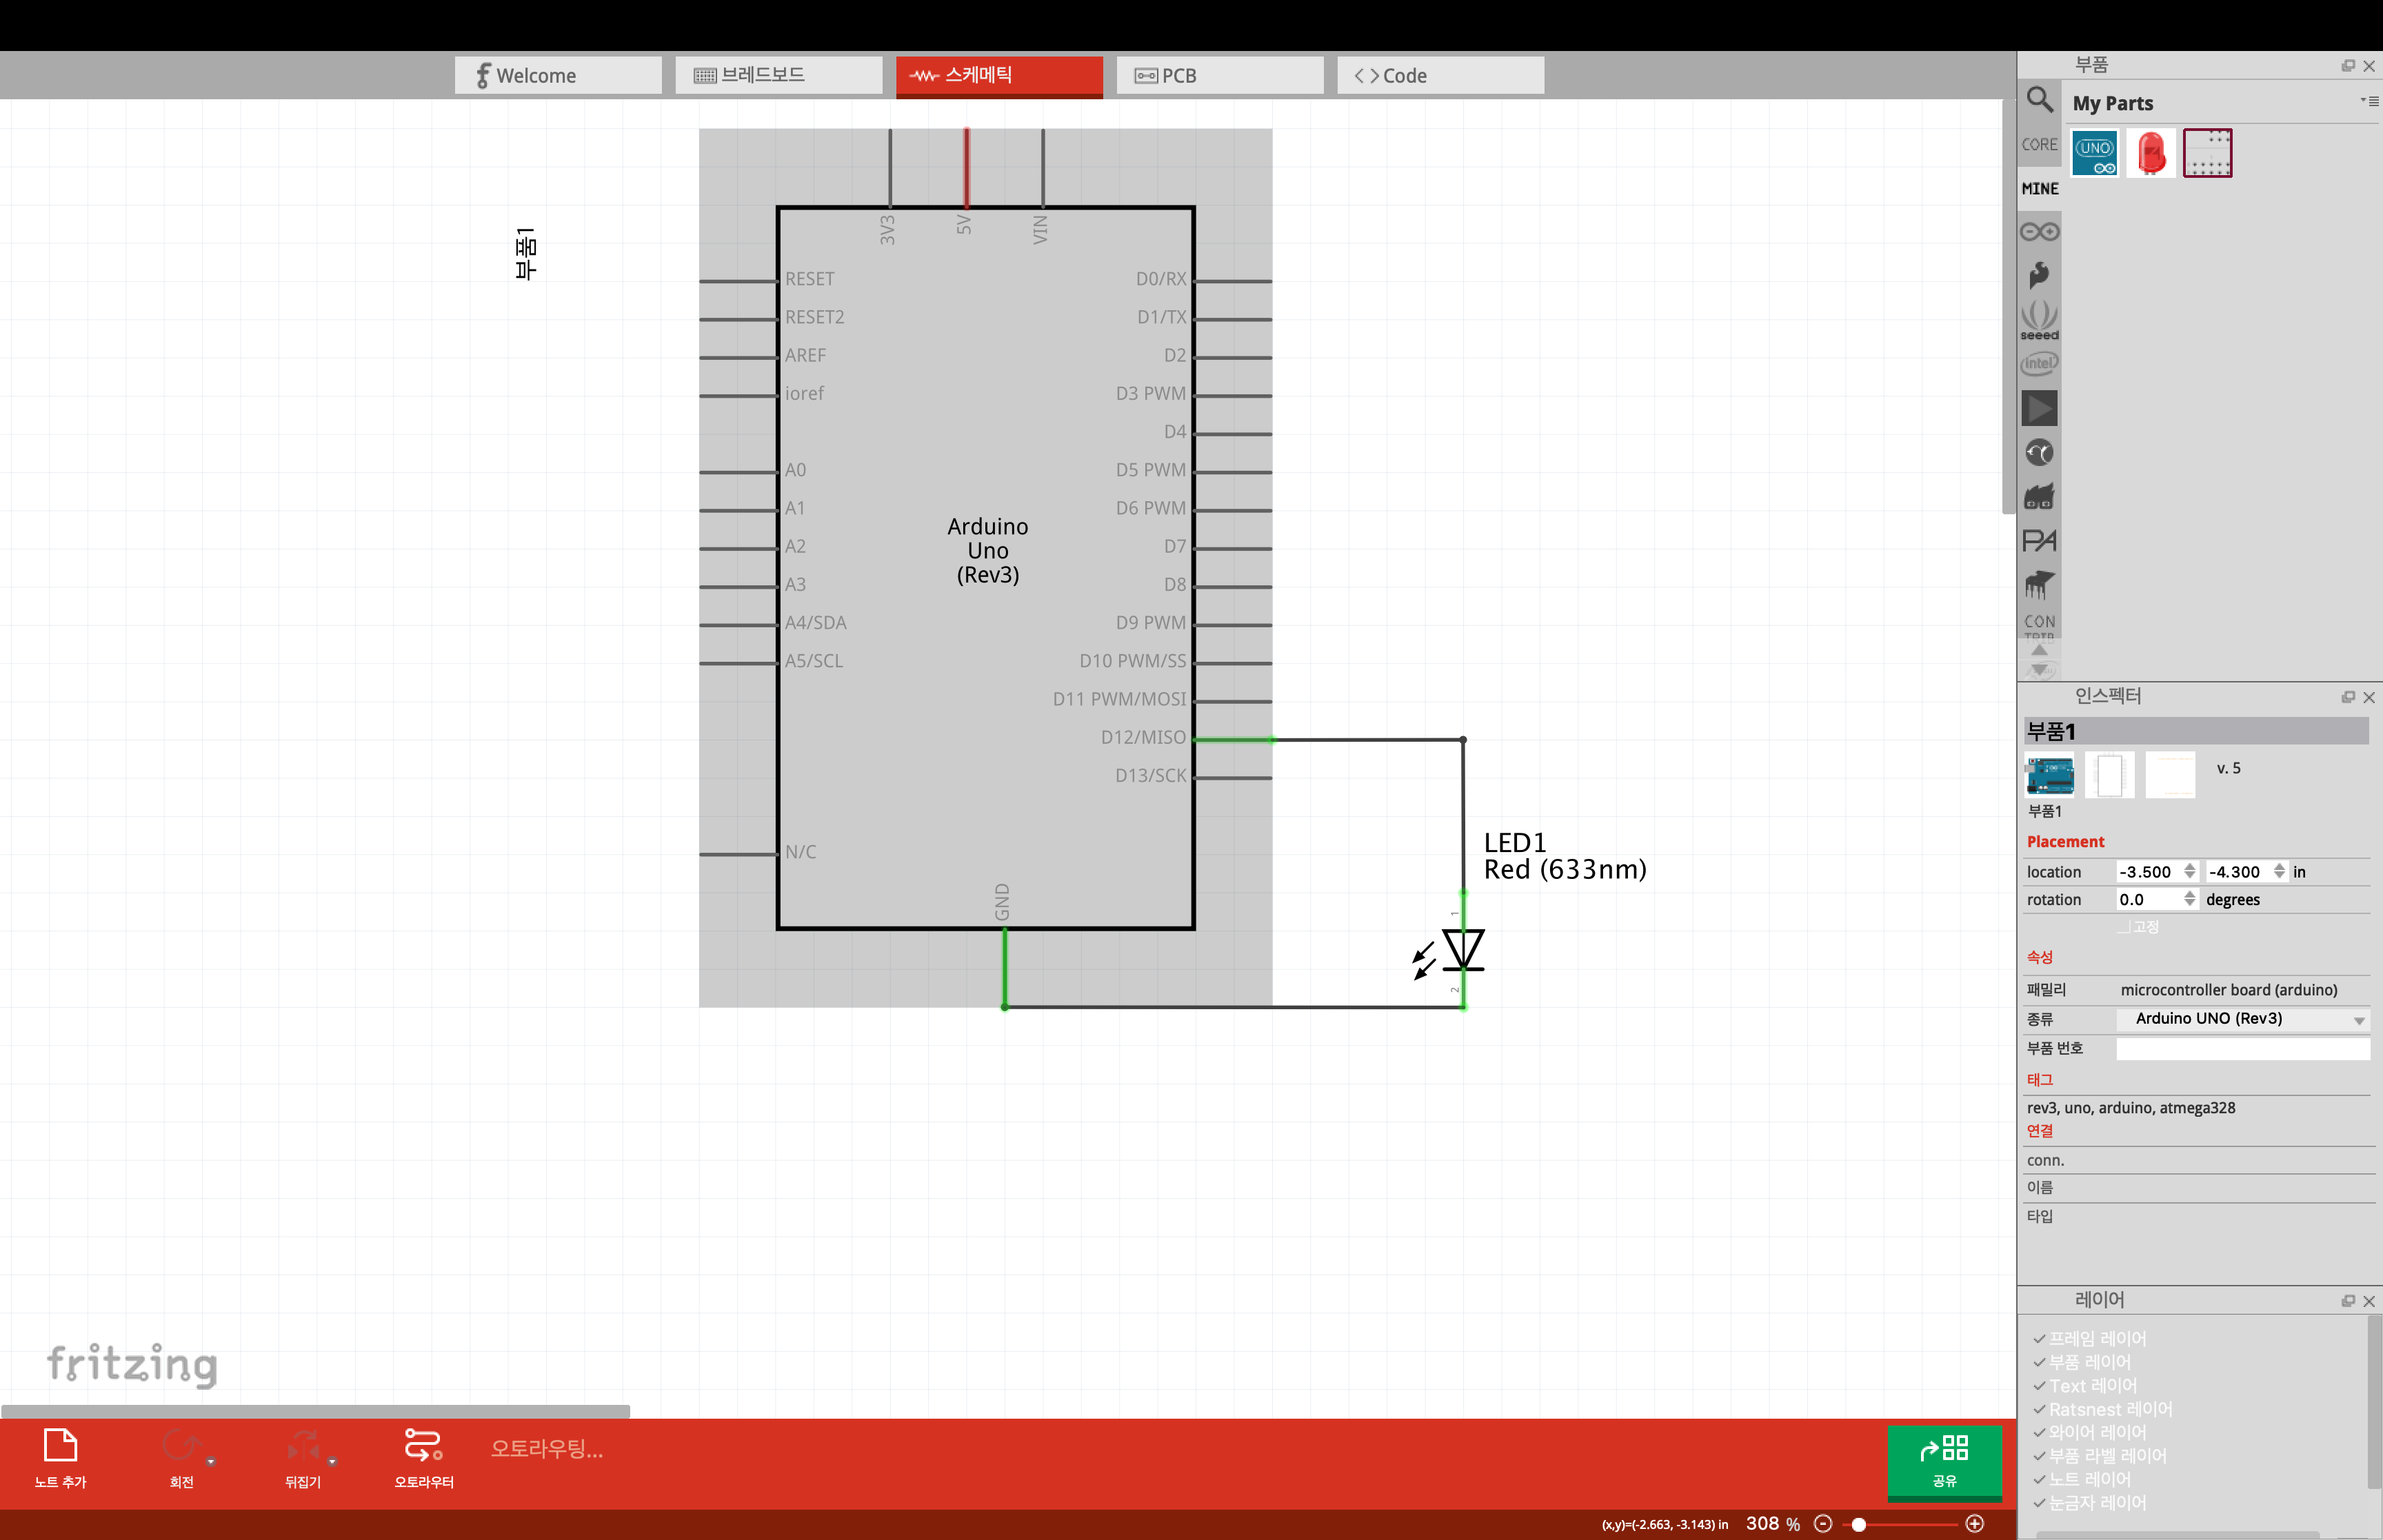 Welcome
브레드보드
스케메틱
PCB
Code
부품
My Parts
CORE
MINE
UNO
seeed
intel
PA
CON
TRIB
부품1
3V3
5V
VIN
RESET
RESET2
AREF
ioref
A0
A1
A2
A3
A4/SDA
A5/SCL
N/C
GND
Arduino
Uno
(Rev3)
D0/RX
D1/TX
D2
D3 PWM
D4
D5 PWM
D6 PWM
D7
D8
D9 PWM
D10 PWM/SS
D11 PWM/MOSI
D12/MISO
D13/SCK
LED1
Red (633nm)
1
2
인스펙터
부품1
v. 5
부품1
Placement
location -3.500 -4.300 in
rotation 0.0 degrees
고정
속성
패밀리 microcontroller board (arduino)
종류 Arduino UNO (Rev3)
부품 번호
태그
rev3, uno, arduino, atmega328
연결
conn.
이름
타입
레이어
프레임 레이어
부품 레이어
Text 레이어
Ratsnest 레이어
와이어 레이어
부품 라벨 레이어
노트 레이어
눈금자 레이어
fritzing
노트 추가
회전
뒤집기
오토라우터
오토라우팅...
공유
(x,y)=(-2.663, -3.143) in 308 %